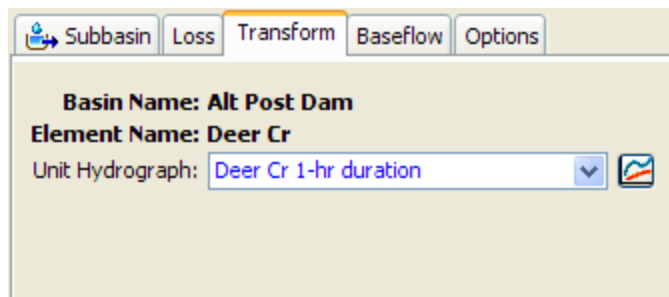 Subbasin Loss Transform Baseflow Options
Basin Name: Alt Post Dam
Element Name: Deer Cr
Unit Hydrograph: Deer Cr 1-hr duration